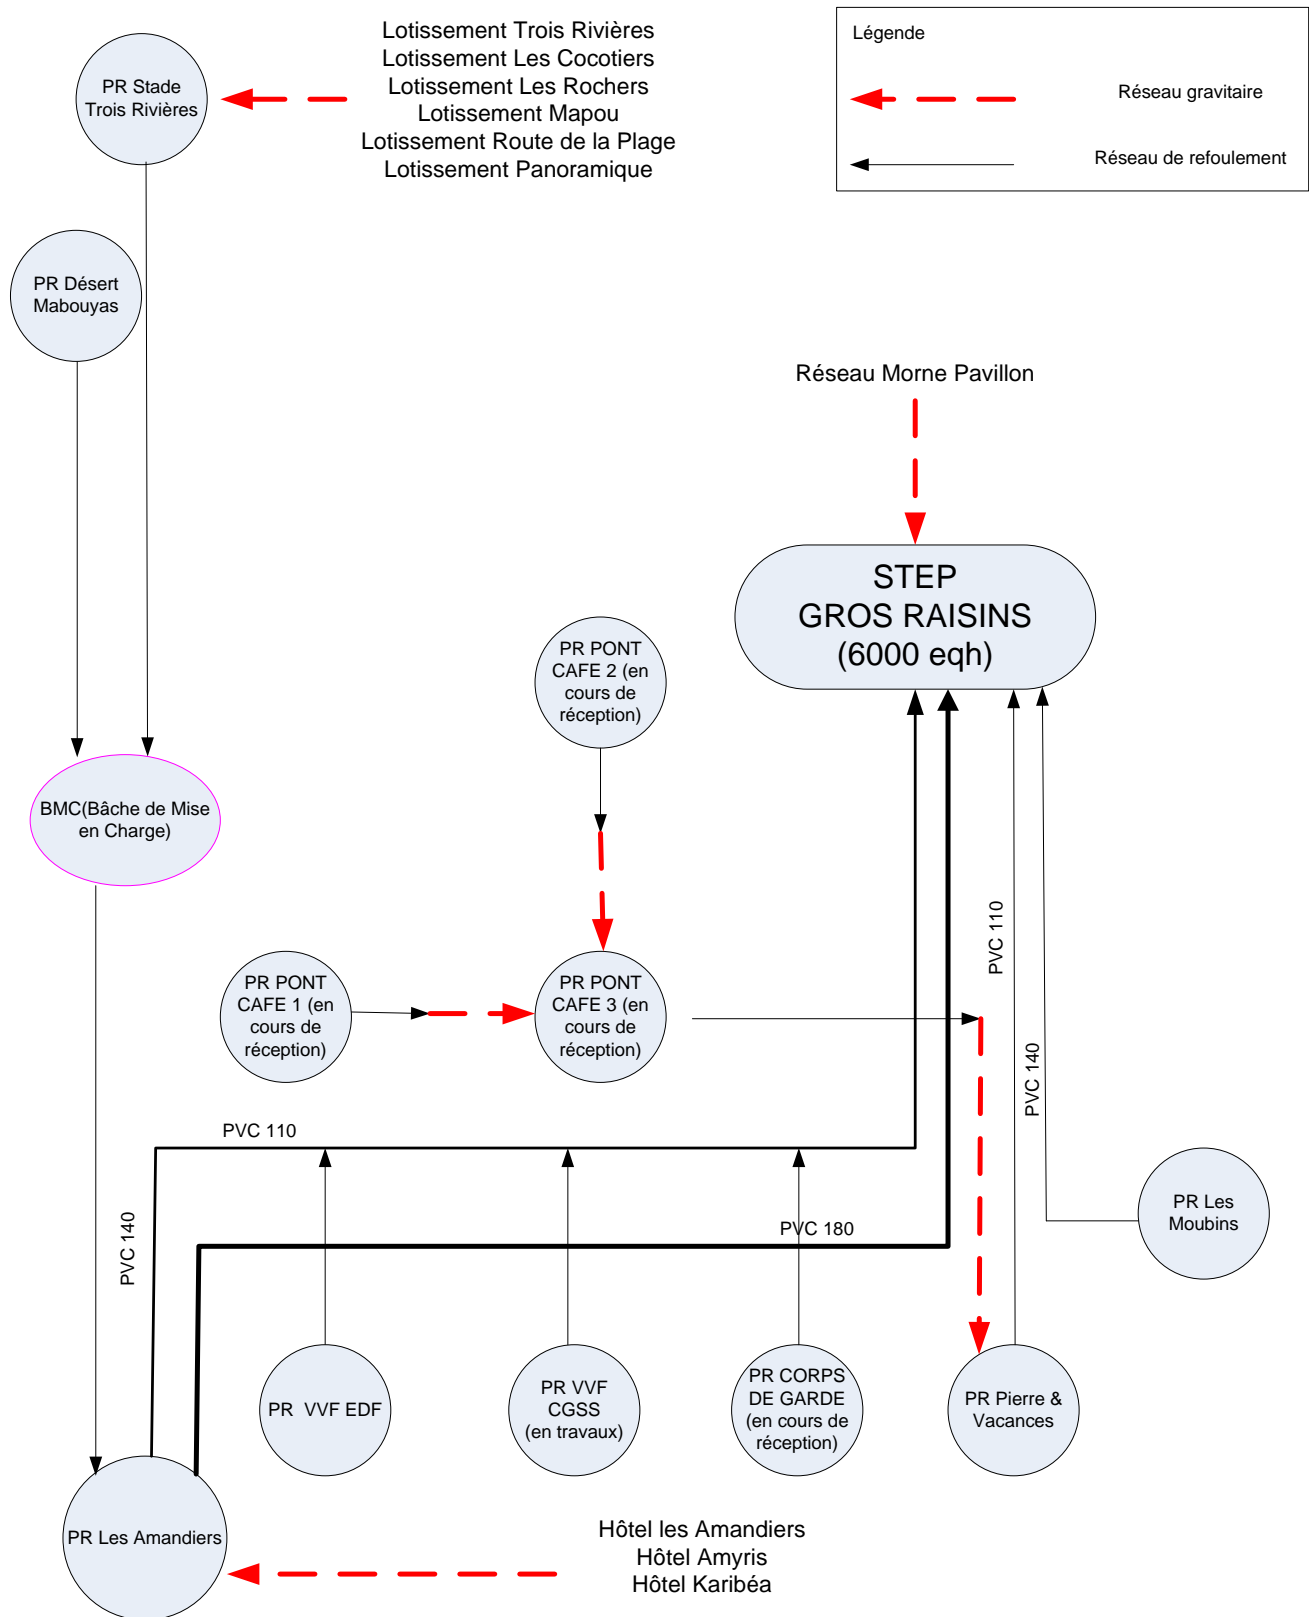 Lotissement Trois Rivières
Lotissement Les Cocotiers
Lotissement Les Rochers
Lotissement Mapou
Lotissement Route de la Plage
Lotissement Panoramique
Légende
Réseau gravitaire
Réseau de refoulement
PR Stade
Trois Rivières
PR Désert
Mabouyas
Réseau Morne Pavillon
STEP
GROS RAISINS
(6000 eqh)
PR PONT
CAFE 2 (en
cours de
réception)
BMC(Bâche de Mise
en Charge)
PR PONT
CAFE 1 (en
cours de
réception)
PR PONT
CAFE 3 (en
cours de
réception)
PVC 110
PVC 140
PVC 110
PVC 140
PVC 180
PR Les
Moubins
PR  VVF EDF
PR VVF
CGSS
(en travaux)
PR CORPS
DE GARDE
(en cours de
réception)
PR Pierre &
Vacances
PR Les Amandiers
Hôtel les Amandiers
Hôtel Amyris
Hôtel Karibéa